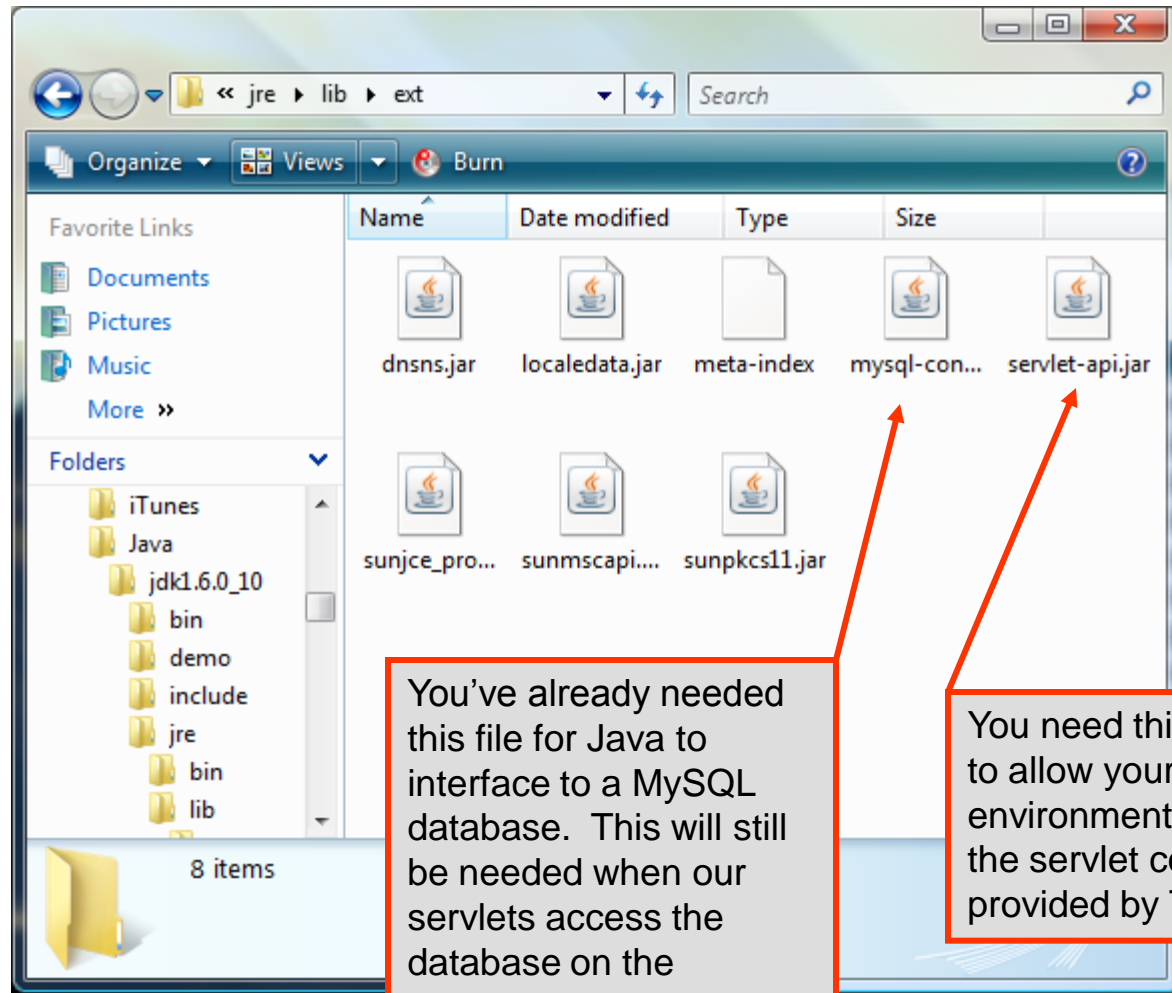 « jre ▸ lib ▸ ext
Search
Organize Views Burn
Favorite Links
Documents
Pictures
Music
More »
Folders
iTunes
Java
jdk1.6.0_10
bin
demo
include
jre
bin
lib
Name Date modified Type Size
dnsns.jar localedata.jar meta-index mysql-con... servlet-api.jar
sunjce_pro... sunmscapi.... sunpkcs11.jar
8 items
You’ve already needed
this file for Java to
interface to a MySQL
database. This will still
be needed when our
servlets access the
database on the
You need
to allow your
environment
the servlet
provided by